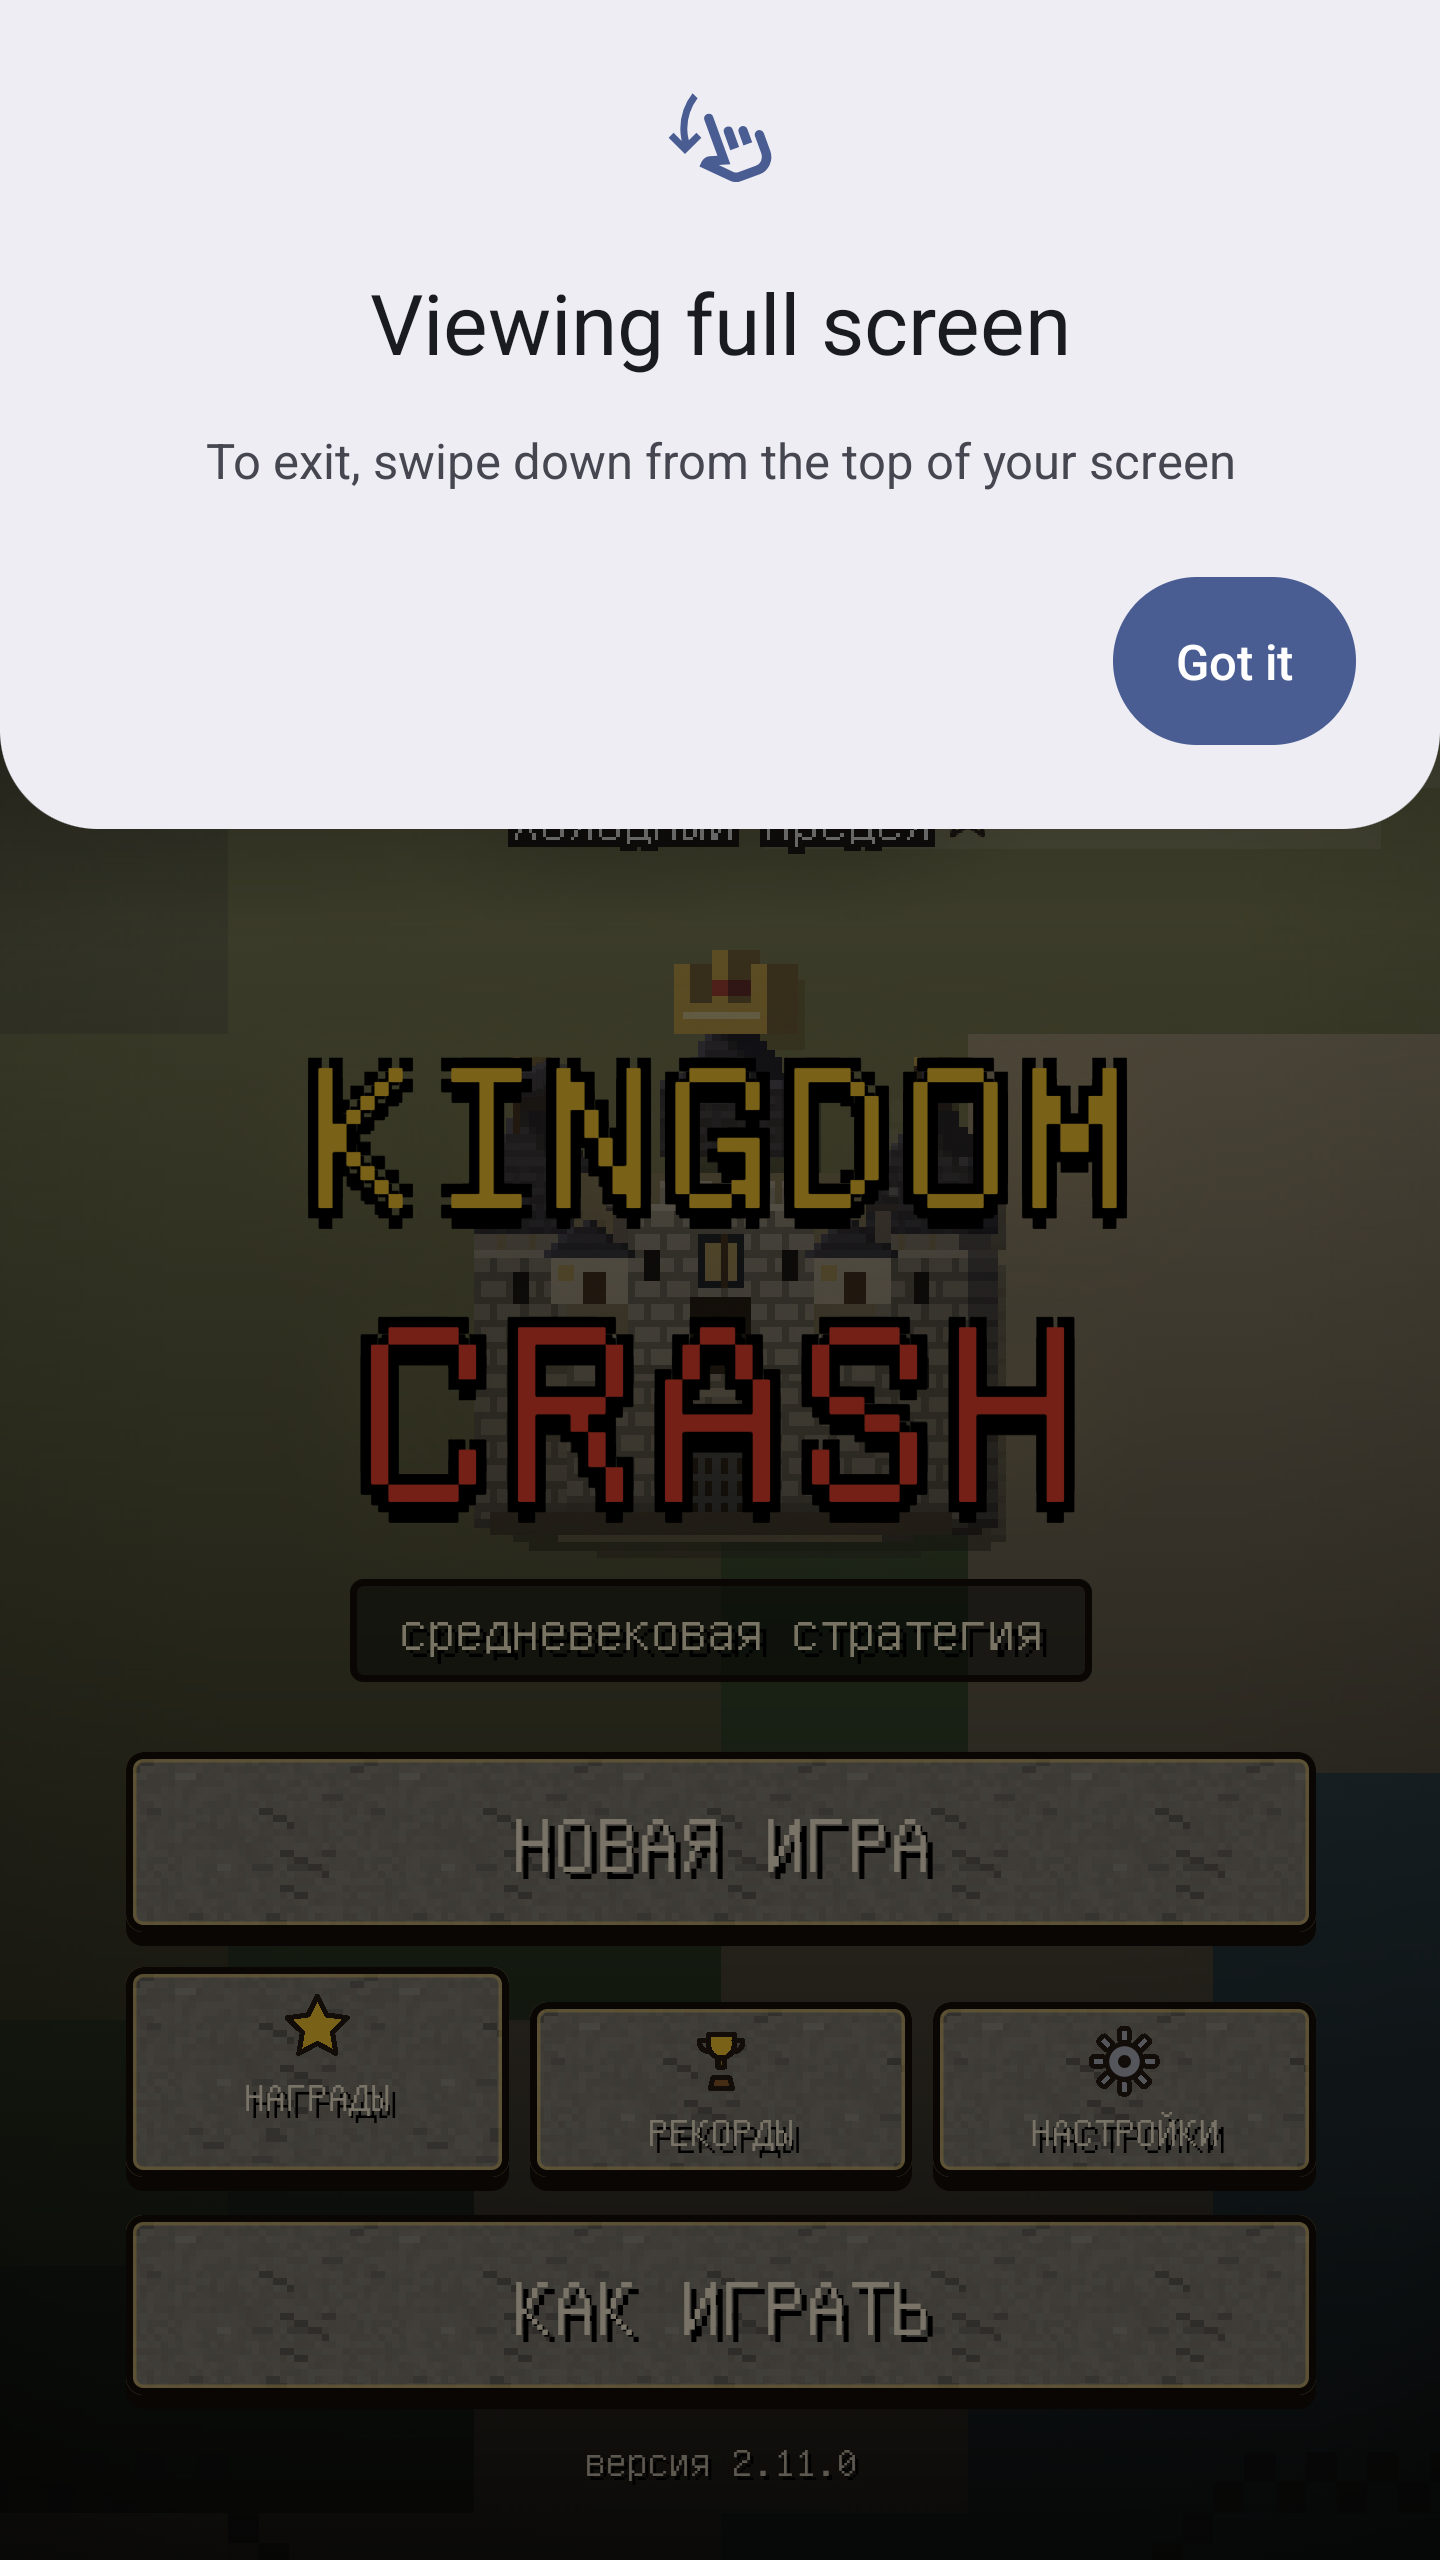 Viewing full screen
To exit, swipe down from the top of your screen
Got it
KINGDOM
CRASH
средневековая стратегия
НОВАЯ ИГРА
НАГРАДЫ
РЕКОРДЫ
НАСТРОЙКИ
КАК ИГРАТЬ
версия 2.11.0